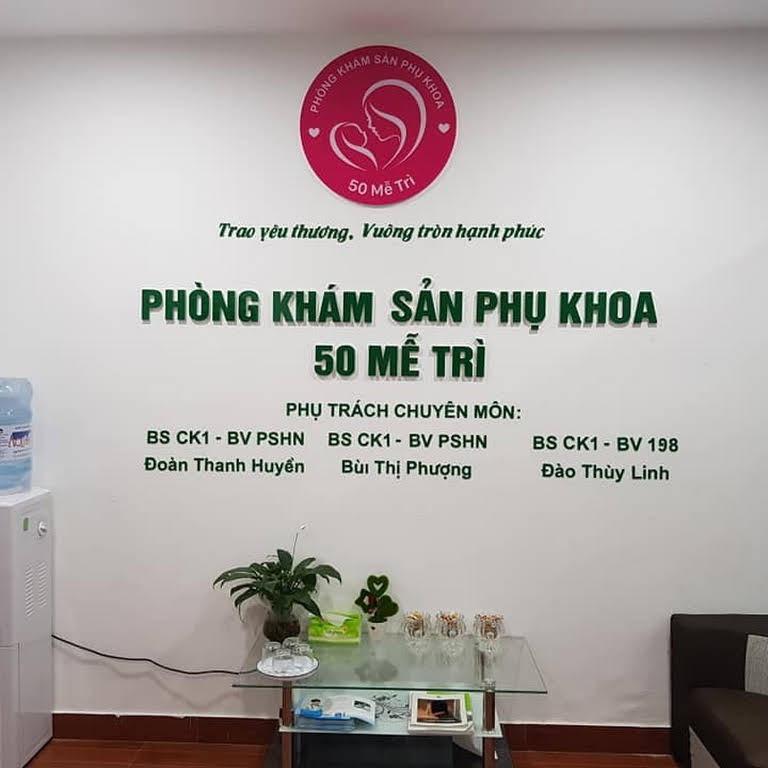 PHÒNG KHÁM SẢN PHỤ KHOA
50 Mễ Trì
Trao yêu thương, Vuông tròn hạnh phúc
PHÒNG KHÁM SẢN PHỤ KHOA
50 MỄ TRÌ
PHỤ TRÁCH CHUYÊN MÔN:
BS CK1 - BV PSHN BS CK1 - BV PSHN BS CK1 - BV 198
Đoàn Thanh Huyền Bùi Thị Phượng Đào Thùy Linh